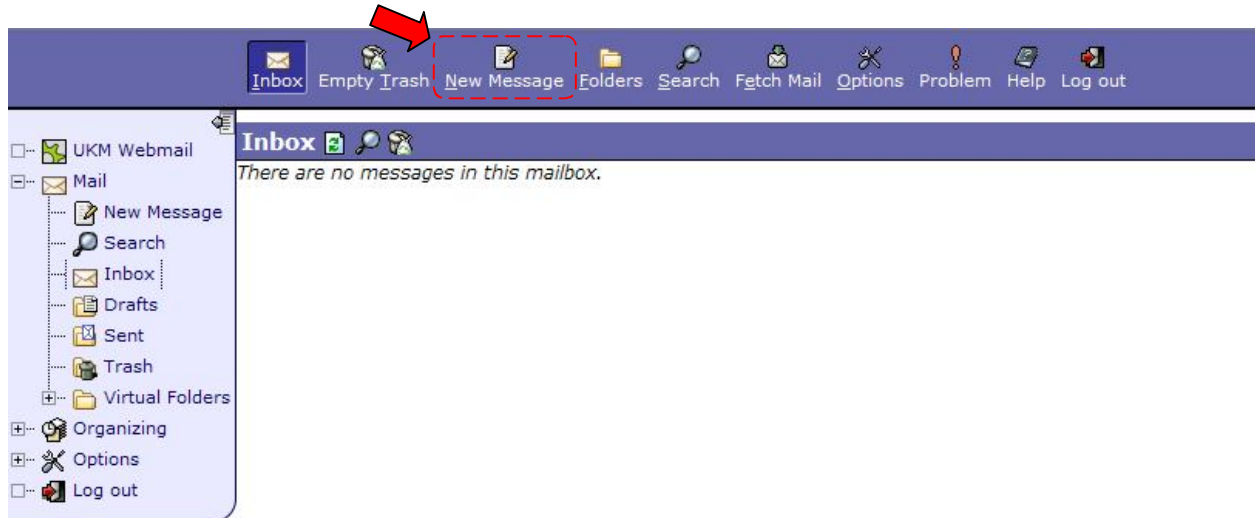 Inbox Empty Trash New Message Folders Search Fetch Mail Options Problem Help Log out
UKM Webmail
Mail
New Message
Search
Inbox
Drafts
Sent
Trash
Virtual Folders
Organizing
Options
Log out
Inbox
There are no messages in this mailbox.